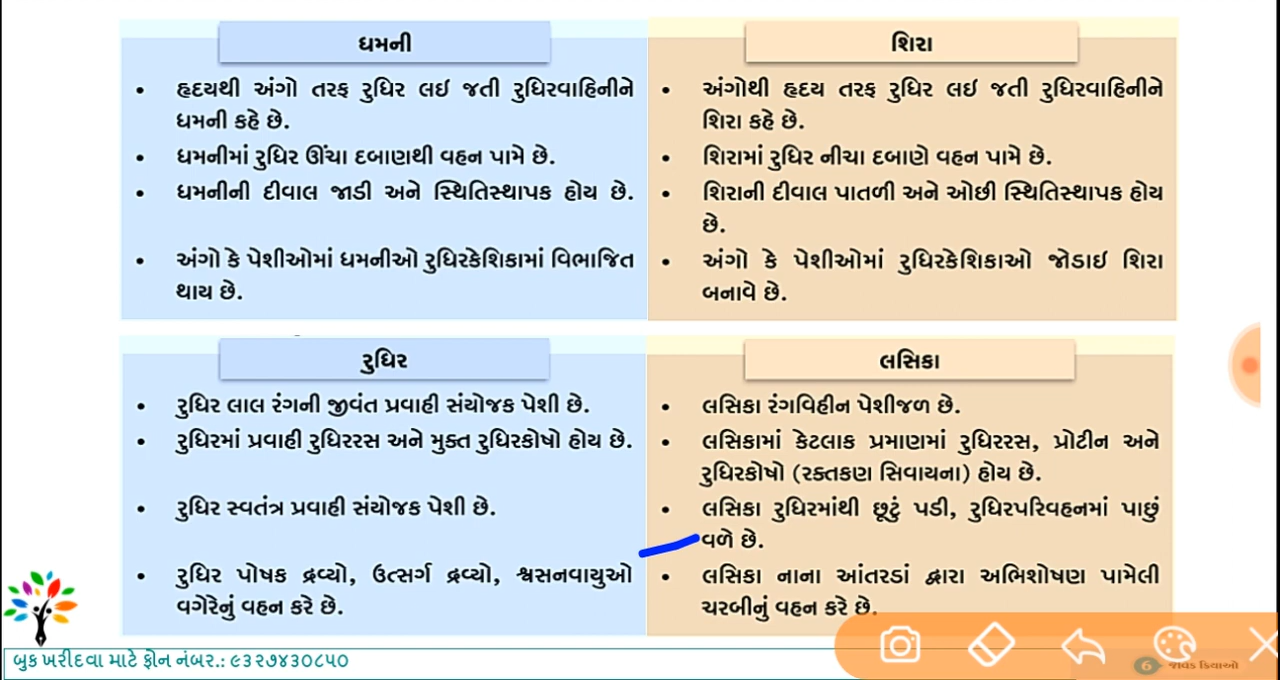 ધમની
• હૃદયથી અંગો તરફ રુધિર લઇ જતી રુધિરવાહિનીને
ધમની કહે છે.
• ધમનીમાં રુધિર ઊંચા દબાણથી વહન પામે છે.
• ધમનીની દીવાલ જાડી અને સ્થિતિસ્થાપક હોય છે.
• અંગો કે પેશીઓમાં ધમનીઓ રુધિરકેશિકામાં વિભાજિત
થાય છે.
શિરા
• અંગોથી હૃદય તરફ રુધિર લઇ જતી રુધિરવાહિનીને
શિરા કહે છે.
• શિરામાં રુધિર નીચા દબાણે વહન પામે છે.
• શિરાની દીવાલ પાતળી અને ઓછી સ્થિતિસ્થાપક હોય
છે.
• અંગો કે પેશીઓમાં રુધિરકેશિકાઓ જોડાઇ શિરા
બનાવે છે.
રુધિર
• રુધિર લાલ રંગની જીવંત પ્રવાહી સંયોજક પેશી છે.
• રુધિરમાં પ્રવાહી રુધિરરસ અને મુક્ત રુધિરકોષો હોય છે.
• રુધિર સ્વતંત્ર પ્રવાહી સંયોજક પેશી છે.
• રુધિર પોષક દ્રવ્યો, ઉત્સર્ગ દ્રવ્યો, શ્વસનવાયુઓ
વગેરેનું વહન કરે છે.
લસિકા
• લસિકા રંગવિહીન પેશીજળ છે.
• લસિકામાં કેટલાક પ્રમાણમાં રુધિરરસ, પ્રોટીન અને
રુધિરકોષો (રક્તકણ સિવાયના) હોય છે.
• લસિકા રુધિરમાંથી છૂટું પડી, રુધિરપરિવહનમાં પાછું
વળે છે.
• લસિકા નાના આંતરડાં દ્વારા અભિશોષણ પામેલી
ચરબીનું વહન કરે છે.
બુક ખરીદવા માટે ફોન નંબર.: ૯૩૨૭૪૩૦૮૫૦
6 જૈવિક ક્રિયાઓ